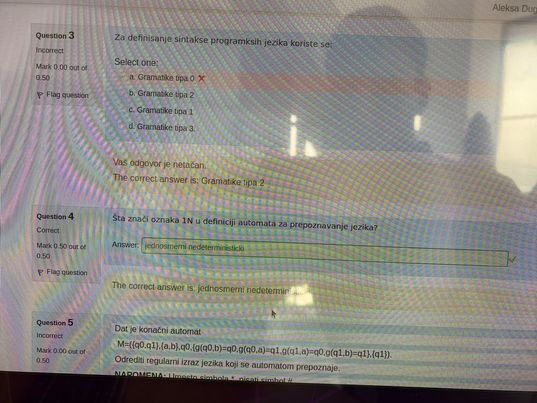 Aleksa Dug
Question 3
Incorrect
Mark 0.00 out of
0.50
Flag question
Za definisanje sintakse programksih jezika koriste se:
Select one:
a. Gramatike tipa 0
b. Gramatike tipa 2
c. Gramatike tipa 1
d. Gramatike tipa 3.
Vaš odgovor je netačan.
The correct answer is: Gramatike tipa 2
Question 4
Correct
Mark 0.50 out of
0.50
Flag question
Šta znači oznaka 1N u definiciji automata za prepoznavanje jezika?
Answer: jednosmerni nedeterministicki
The correct answer is: jednosmerni nedetermini
Question 5
Incorrect
Mark 0.00 out of
0.50
Dat je konačni automat
M=({q0,q1},{a,b},q0,{g(q0,b)=q0,g(q0,a)=q1,g(q1,a)=q0,g(q1,b)=q1},{q1}).
Odrediti regularni izraz jezika koji se automatom prepoznaje.
NAPOMENA: Umesto simbola *, pisati simbol #